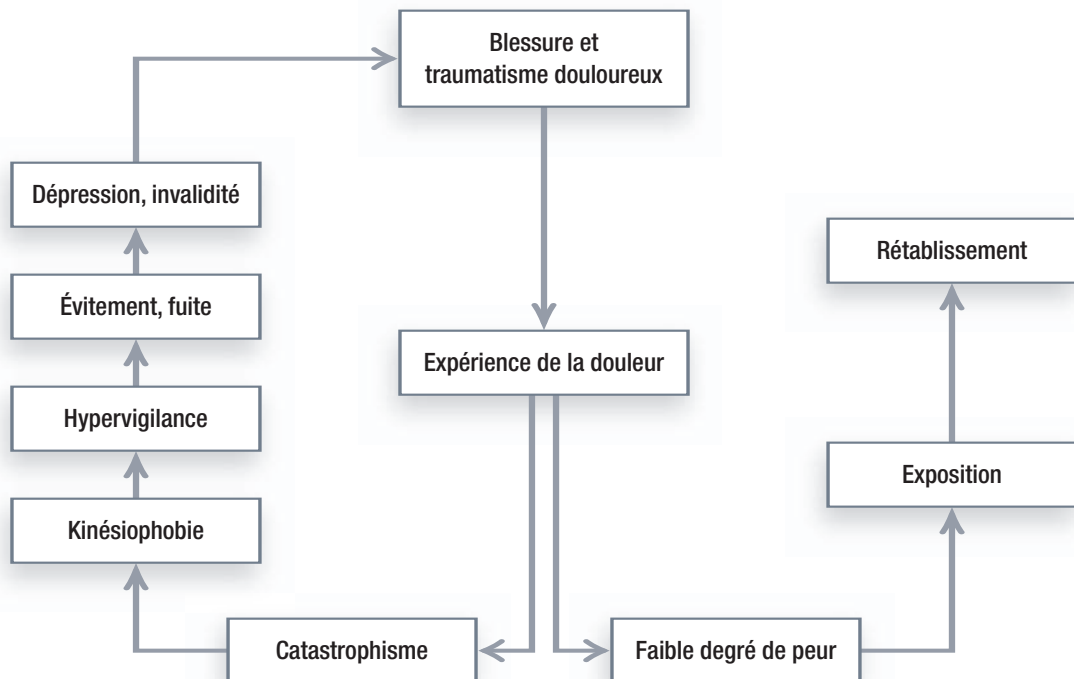 Blessure et
traumatisme douloureux
Dépression, invalidité
Rétablissement
Évitement, fuite
Expérience de la douleur
Hypervigilance
Exposition
Kinésiophobie
Catastrophisme
Faible degré de peur